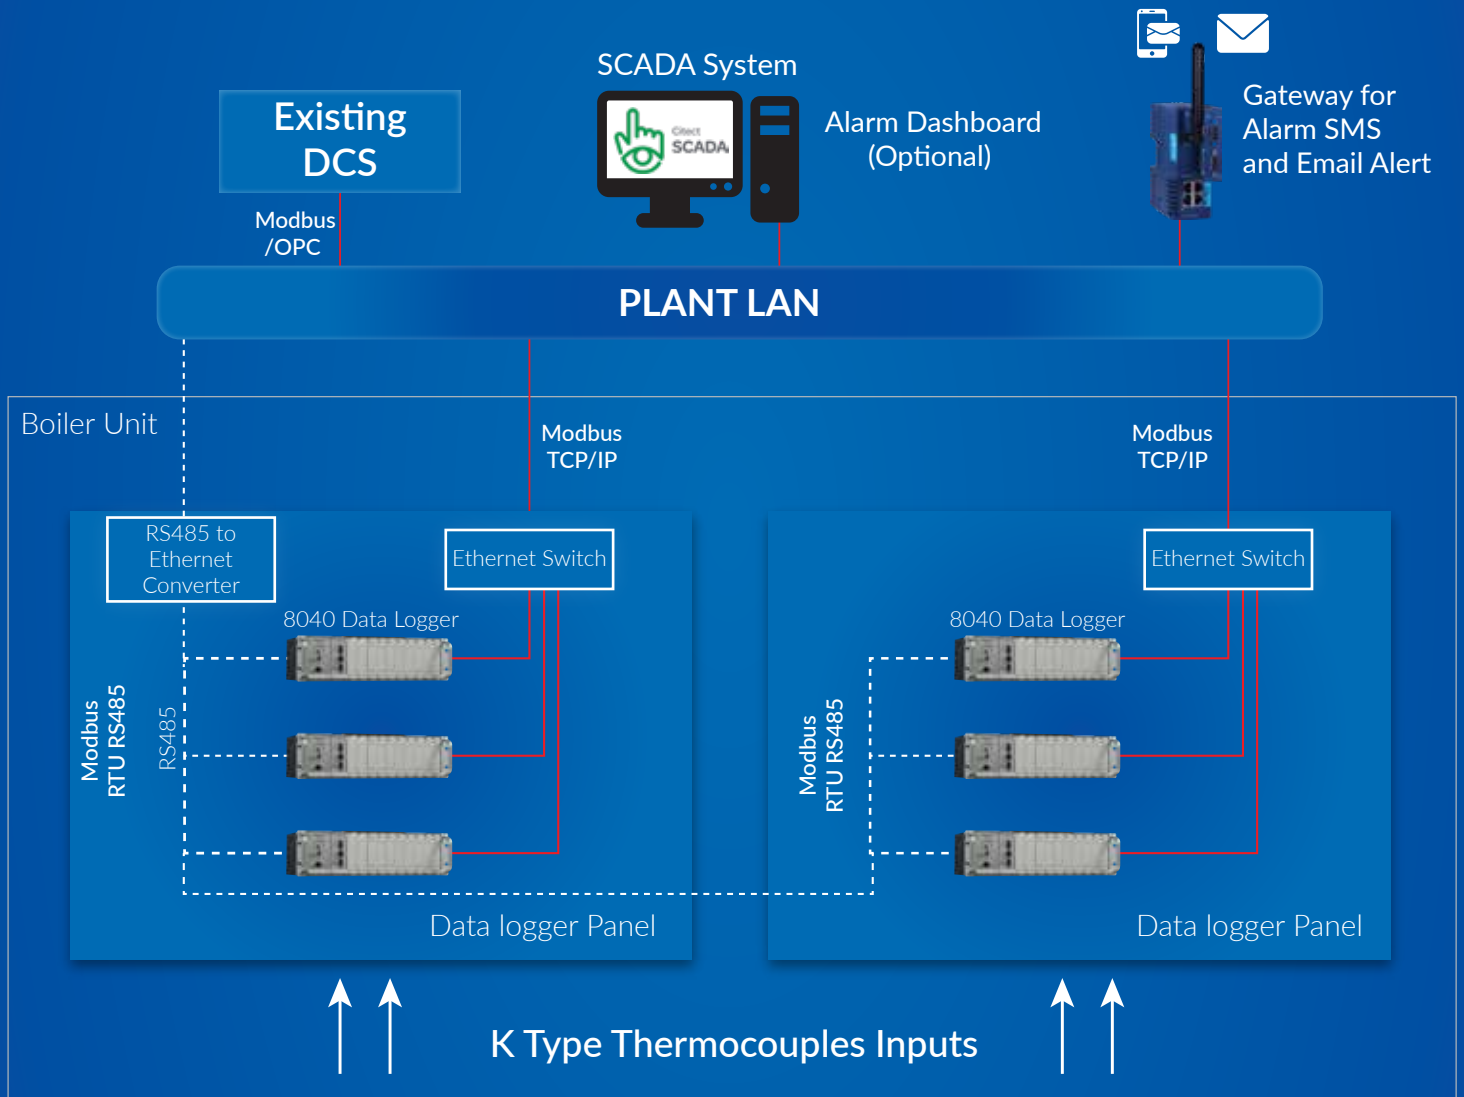 SCADA System
Citect
SCADA
Existing
DCS
Alarm Dashboard
(Optional)
Gateway for
Alarm SMS
and Email Alert
Modbus
/OPC
PLANT LAN
Boiler Unit
Modbus
TCP/IP
Modbus
TCP/IP
RS485 to
Ethernet
Converter
Ethernet Switch
Ethernet Switch
8040 Data Logger
8040 Data Logger
Modbus
RTU RS485
RS485
Modbus
RTU RS485
Data logger Panel
Data logger Panel
K Type Thermocouples Inputs